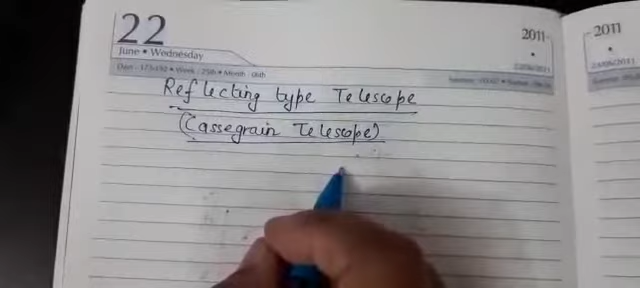 22
June • Wednesday
2011
2011
Reflecting type Telescope
(Cassegrain Telescope)